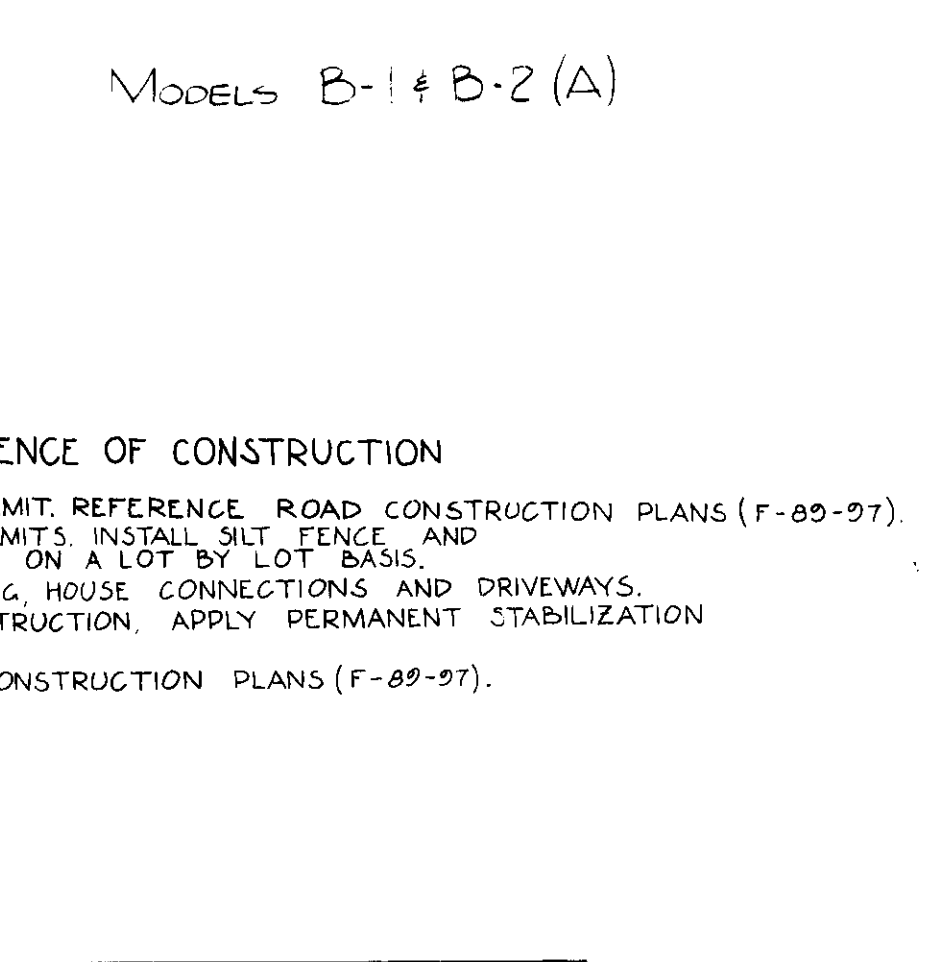 MODELS B-1 & B-2 (A)
ENCE OF CONSTRUCTION
MIT. REFERENCE ROAD CONSTRUCTION PLANS (F-89-97).
MITS. INSTALL SILT FENCE AND
ON A LOT BY LOT BASIS.
G, HOUSE CONNECTIONS AND DRIVEWAYS.
TRUCTION, APPLY PERMANENT STABILIZATION
ONSTRUCTION PLANS (F-89-97).